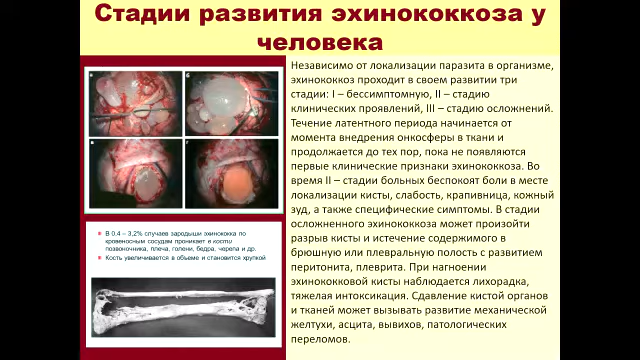 Стадии развития эхинококкоза у
человека
Независимо от локализации паразита в организме,
эхинококкоз проходит в своем развитии три
стадии: I – бессимптомную, II – стадию
клинических проявлений, III – стадию осложнений.
Течение латентного периода начинается от
момента внедрения онкосферы в ткани и
продолжается до тех пор, пока не появляются
первые клинические признаки эхинококкоза. Во
время II – стадии больных беспокоят боли в месте
локализации кисты, слабость, крапивница, кожный
зуд, а также специфические симптомы. В стадии
осложненного эхинококкоза может произойти
разрыв кисты и истечение содержимого в
брюшную или плевральную полость с развитием
перитонита, плеврита. При нагноении
эхинококковой кисты наблюдается лихорадка,
тяжелая интоксикация. Сдавление кистой органов
и тканей может вызывать развитие механической
желтухи, асцита, вывихов, патологических
переломов.
а
б
в
г
В 0,4 – 3,2% случаев зародыши эхинококка по
кровеносным сосудам проникает в кости
позвоночника, плеча, голени, бедра, черепа и др.
Кость увеличивается в объеме и становится хрупкой